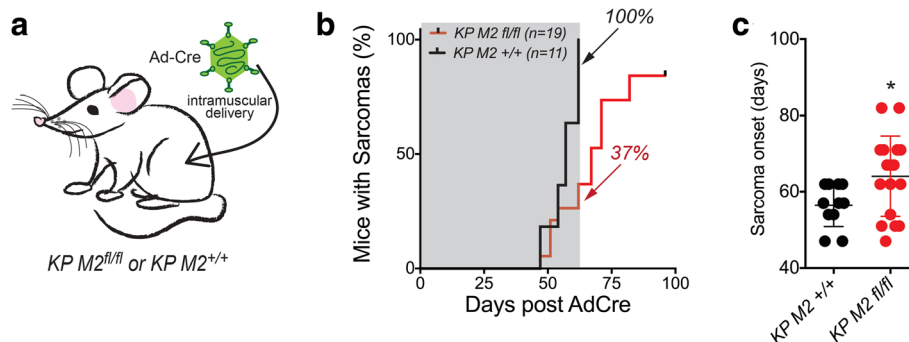 a
Ad-Cre
intramuscular
delivery
KP M2fl/fl or KP M2+/+
b
Mice with Sarcomas (%)
100
50
0
KP M2 fl/fl (n=19)
KP M2 +/+ (n=11)
100%
37%
0
25
50
75
100
Days post AdCre
c
Sarcoma onset (days)
100
80
60
40
*
KP M2 +/+
KP M2 fl/fl